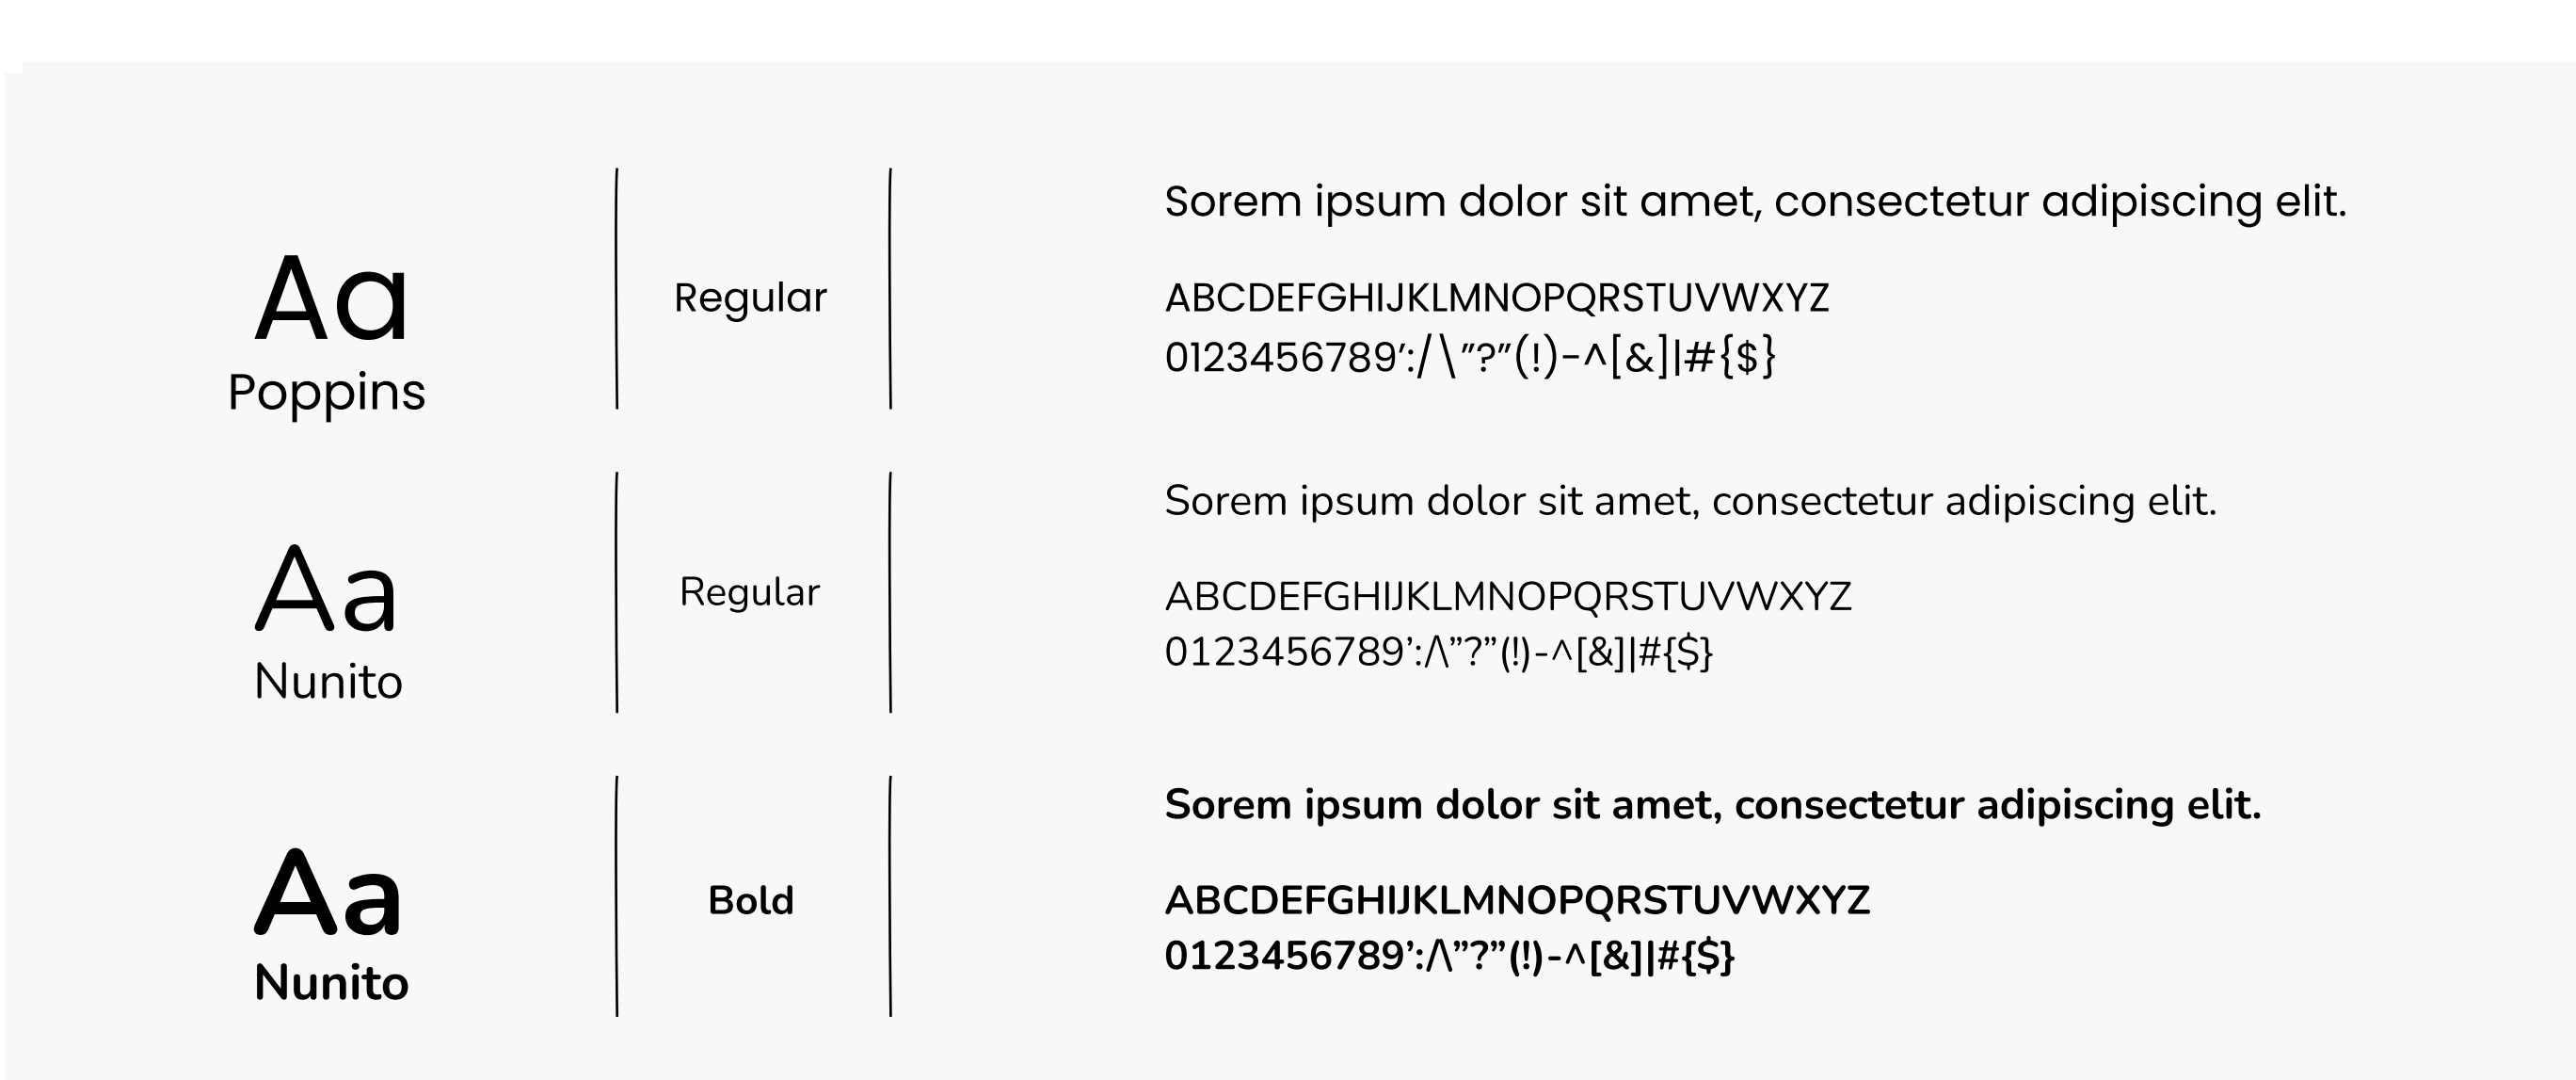 Aa
Poppins
Regular
Sorem ipsum dolor sit amet, consectetur adipiscing elit.
ABCDEFGHIJKLMNOPQRSTUVWXYZ
0123456789’:/\”?”(!)-^[&]|#{$}
Aa
Nunito
Regular
Sorem ipsum dolor sit amet, consectetur adipiscing elit.
ABCDEFGHIJKLMNOPQRSTUVWXYZ
0123456789’:/\”?”(!)-^[&]|#{$}
Aa
Nunito
Bold
Sorem ipsum dolor sit amet, consectetur adipiscing elit.
ABCDEFGHIJKLMNOPQRSTUVWXYZ
0123456789’:/\”?”(!)-^[&]|#{$}